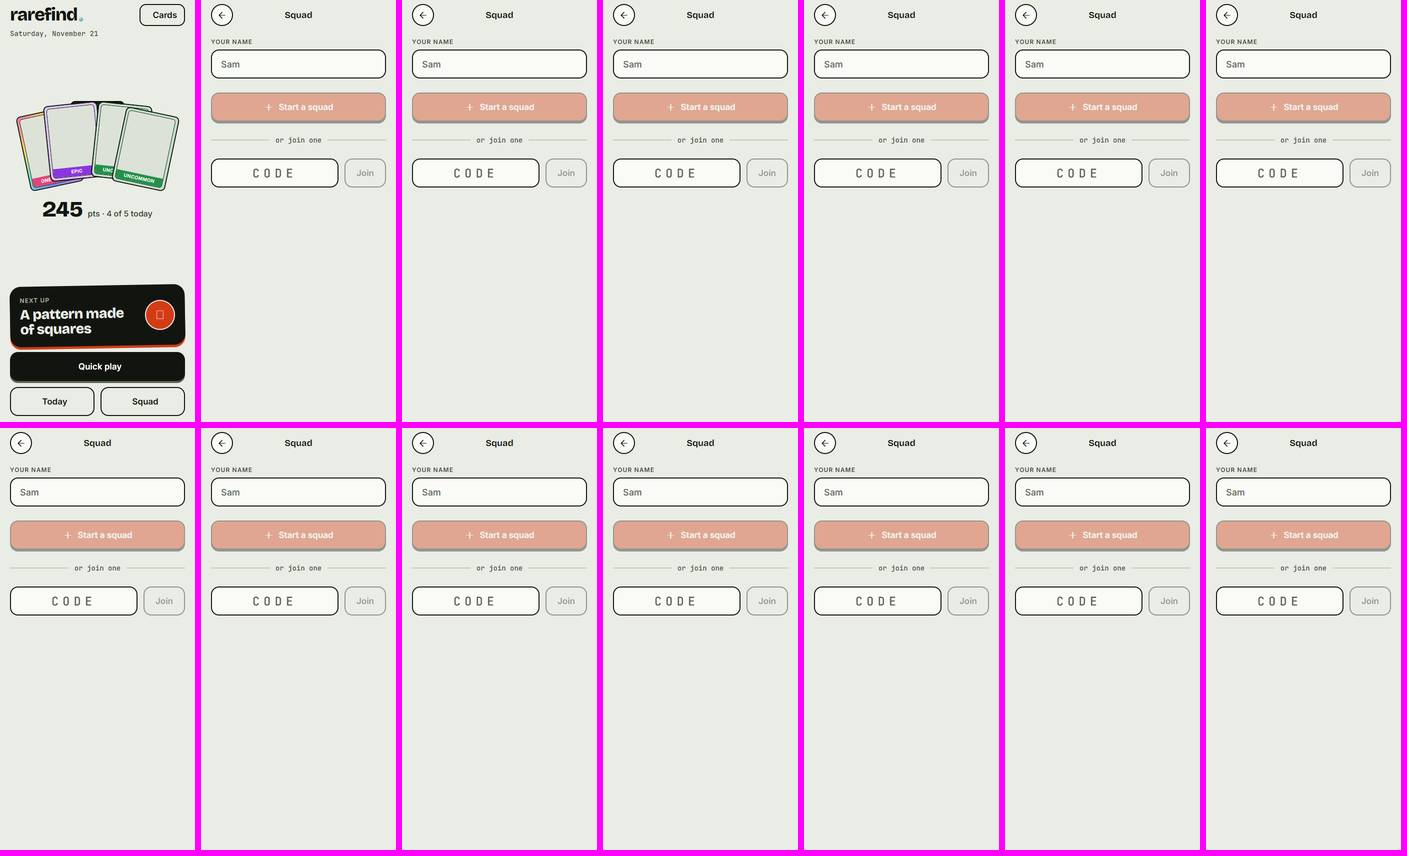 rarefind.
Cards
Saturday, November 21
EPIC
UNCOMMON
245 pts · 4 of 5 today
NEXT UP
A pattern made
of squares
Quick play
Today
Squad
Squad
YOUR NAME
Sam
+ Start a squad
or join one
CODE
Join
Squad
YOUR NAME
Sam
+ Start a squad
or join one
CODE
Join
Squad
YOUR NAME
Sam
+ Start a squad
or join one
CODE
Join
Squad
YOUR NAME
Sam
+ Start a squad
or join one
CODE
Join
Squad
YOUR NAME
Sam
+ Start a squad
or join one
CODE
Join
Squad
YOUR NAME
Sam
+ Start a squad
or join one
CODE
Join
Squad
YOUR NAME
Sam
+ Start a squad
or join one
CODE
Join
Squad
YOUR NAME
Sam
+ Start a squad
or join one
CODE
Join
Squad
YOUR NAME
Sam
+ Start a squad
or join one
CODE
Join
Squad
YOUR NAME
Sam
+ Start a squad
or join one
CODE
Join
Squad
YOUR NAME
Sam
+ Start a squad
or join one
CODE
Join
Squad
YOUR NAME
Sam
+ Start a squad
or join one
CODE
Join
Squad
YOUR NAME
Sam
+ Start a squad
or join one
CODE
Join